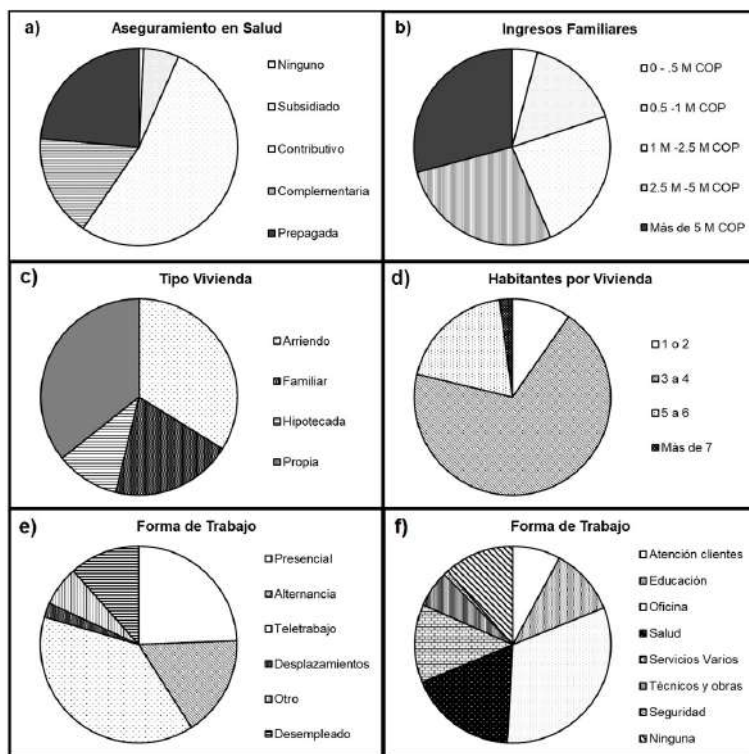 a) Aseguramiento en Salud
Ninguno
Subsidiado
Contributivo
Complementaria
Prepagada
b) Ingresos Familiares
0 - .5 M COP
0.5 -1 M COP
1 M -2.5 M COP
2.5 M -5 M COP
Más de 5 M COP
c) Tipo Vivienda
Arriendo
Familiar
Hipotecada
Propia
d) Habitantes por Vivienda
1 o 2
3 a 4
5 a 6
Más de 7
e) Forma de Trabajo
Presencial
Alternancia
Teletrabajo
Desplazamientos
Otro
Desempleado
f) Forma de Trabajo
Atención clientes
Educación
Oficina
Salud
Servicios Varios
Técnicos y obras
Seguridad
Ninguna